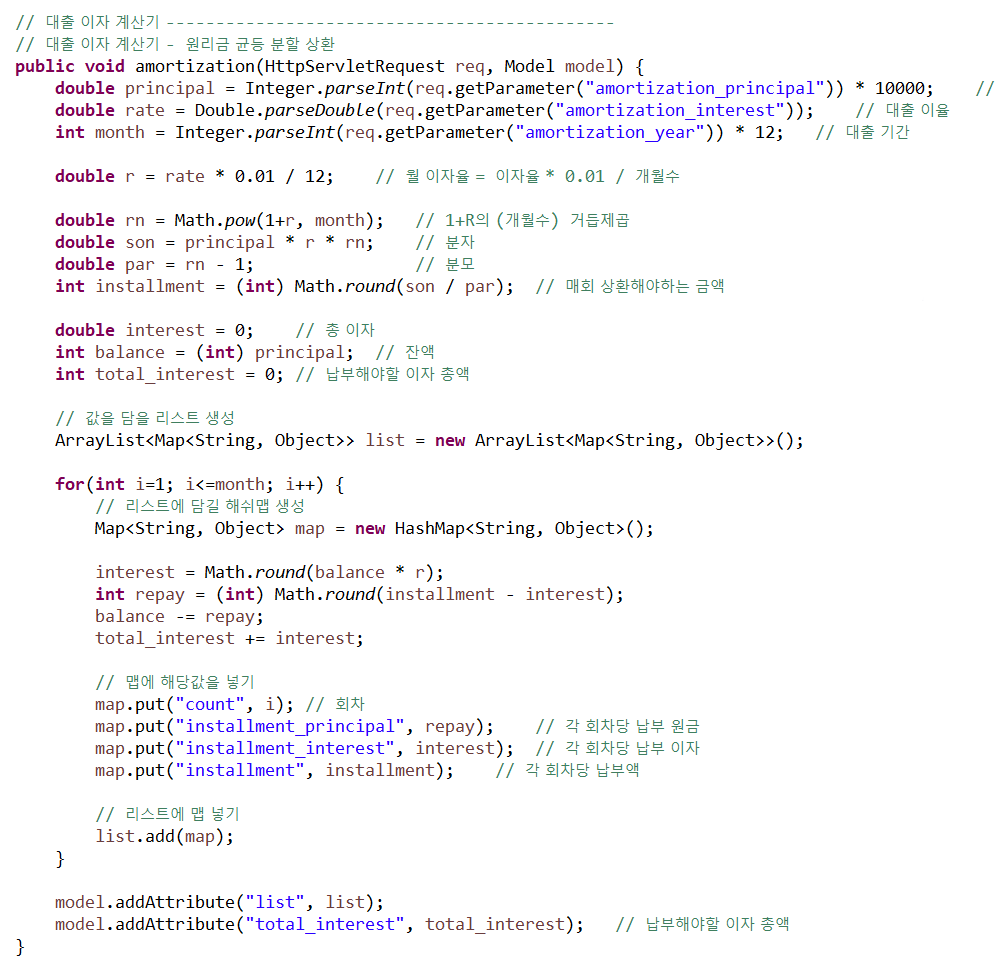 // 대출 이자 계산기 ---------------------------------------------
// 대출 이자 계산기 - 원리금 균등 분할 상환
public void amortization(HttpServletRequest req, Model model) {
    double principal = Integer.parseInt(req.getParameter("amortization_principal")) * 10000;    //
    double rate = Double.parseDouble(req.getParameter("amortization_interest"));    // 대출 이율
    int month = Integer.parseInt(req.getParameter("amortization_year")) * 12;   // 대출 기간

    double r = rate * 0.01 / 12;    // 월 이자율 = 이자율 * 0.01 / 개월수

    double rn = Math.pow(1+r, month);   // 1+R의 (개월수) 거듭제곱
    double son = principal * r * rn;    // 분자
    double par = rn - 1;                // 분모
    int installment = (int) Math.round(son / par);  // 매회 상환해야하는 금액

    double interest = 0;    // 총 이자
    int balance = (int) principal;  // 잔액
    int total_interest = 0; // 납부해야할 이자 총액

    // 값을 담을 리스트 생성
    ArrayList<Map<String, Object>> list = new ArrayList<Map<String, Object>>();

    for(int i=1; i<=month; i++) {
        // 리스트에 담길 해쉬맵 생성
        Map<String, Object> map = new HashMap<String, Object>();

        interest = Math.round(balance * r);
        int repay = (int) Math.round(installment - interest);
        balance -= repay;
        total_interest += interest;

        // 맵에 해당값을 넣기
        map.put("count", i); // 회차
        map.put("installment_principal", repay);    // 각 회차당 납부 원금
        map.put("installment_interest", interest);  // 각 회차당 납부 이자
        map.put("installment", installment);    // 각 회차당 납부액

        // 리스트에 맵 넣기
        list.add(map);
    }

    model.addAttribute("list", list);
    model.addAttribute("total_interest", total_interest);   // 납부해야할 이자 총액
}